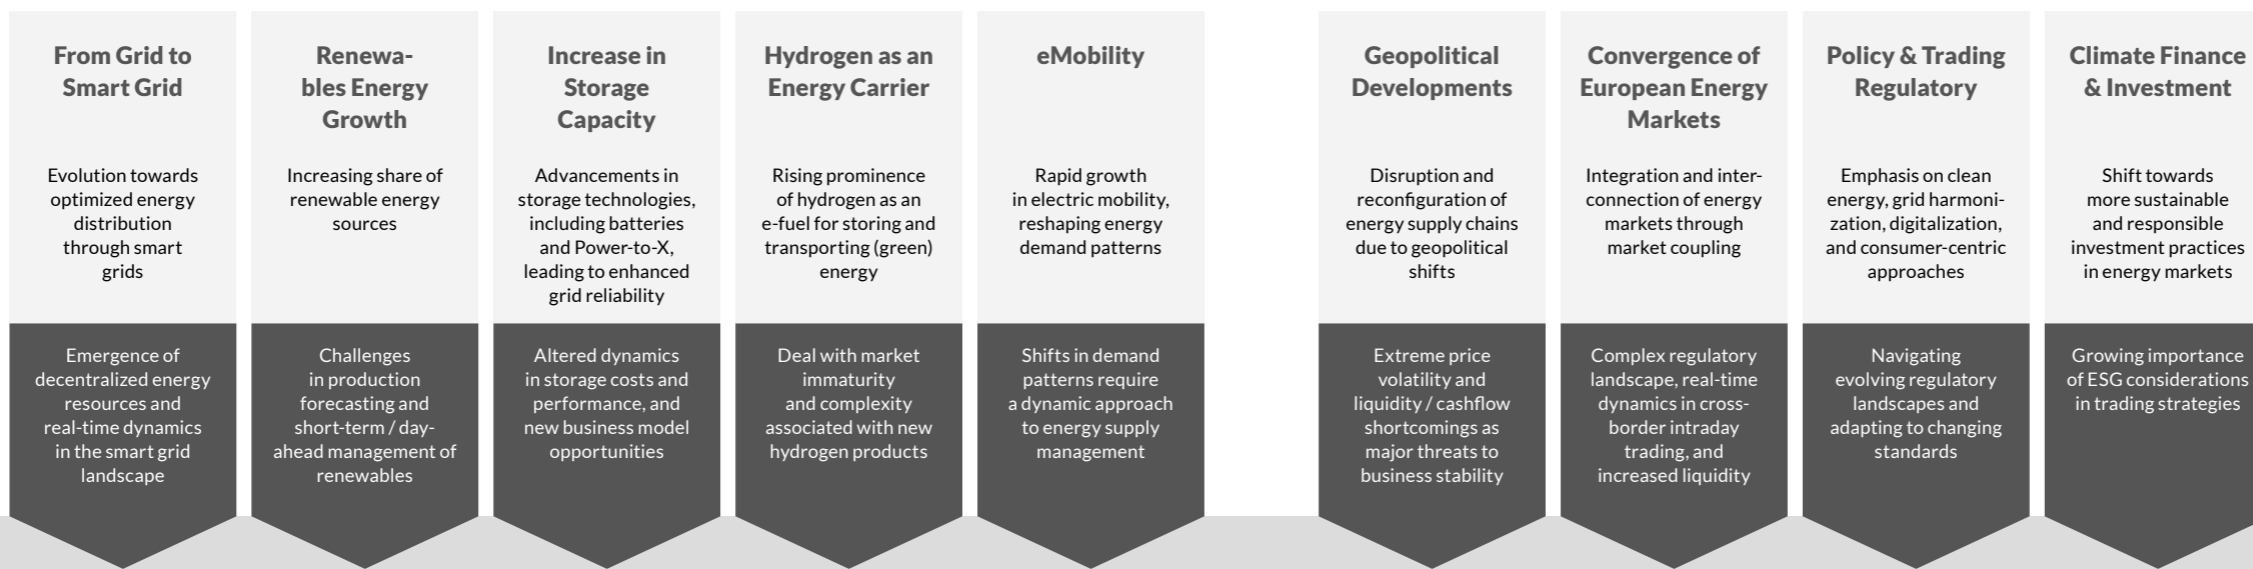 From Grid to
Smart Grid
Evolution towards
optimized energy
distribution
through smart
grids
Emergence of
decentralized energy
resources and
real-time dynamics
in the smart grid
landscape
Renewa-
bles Energy
Growth
Increasing share of
renewable energy
sources
Challenges
in production
forecasting and
short-term / day-
ahead management of
renewables
Increase in
Storage
Capacity
Advancements in
storage technologies,
including batteries
and Power-to-X,
leading to enhanced
grid reliability
Altered dynamics
in storage costs and
performance, and
new business model
opportunities
Hydrogen as an
Energy Carrier
Rising prominence
of hydrogen as an
e-fuel for storing and
transporting (green)
energy
Deal with market
immaturity
and complexity
associated with new
hydrogen products
eMobility
Rapid growth
in electric mobility,
reshaping energy
demand patterns
Shifts in demand
patterns require
a dynamic approach
to energy supply
management
Geopolitical
Developments
Disruption and
reconfiguration of
energy supply chains
due to geopolitical
shifts
Extreme price
volatility and
liquidity / cashflow
shortcomings as
major threats to
business stability
Convergence of
European Energy
Markets
Integration and inter-
connection of energy
markets through
market coupling
Complex regulatory
landscape, real-time
dynamics in cross-
border intraday
trading, and
increased liquidity
Policy & Trading
Regulatory
Emphasis on clean
energy, grid harmoni-
zation, digitalization,
and consumer-centric
approaches
Navigating
evolving regulatory
landscapes and
adapting to changing
standards
Climate Finance
& Investment
Shift towards
more sustainable
and responsible
investment practices
in energy markets
Growing importance
of ESG considerations
in trading strategies